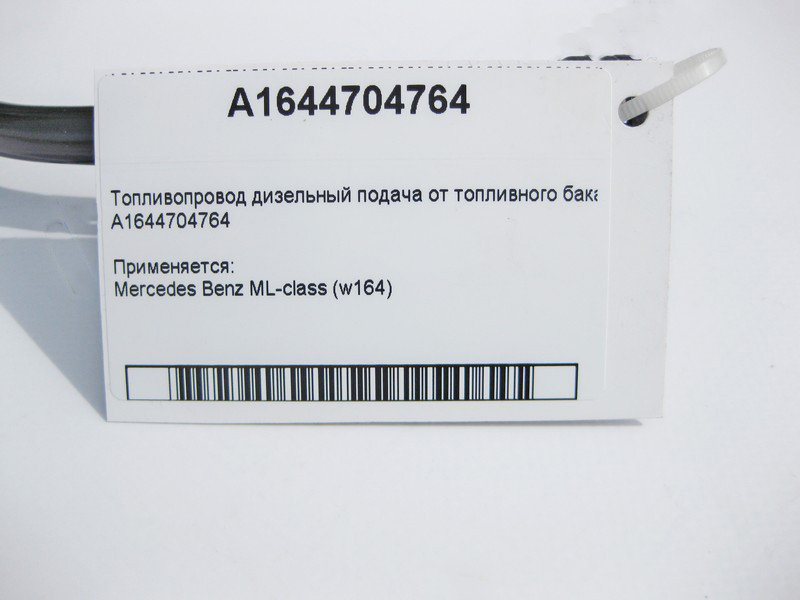 A1644704764
Топливопровод дизельный подача от топливного бака
A1644704764
Применяется:
Mercedes Benz ML-class (w164)